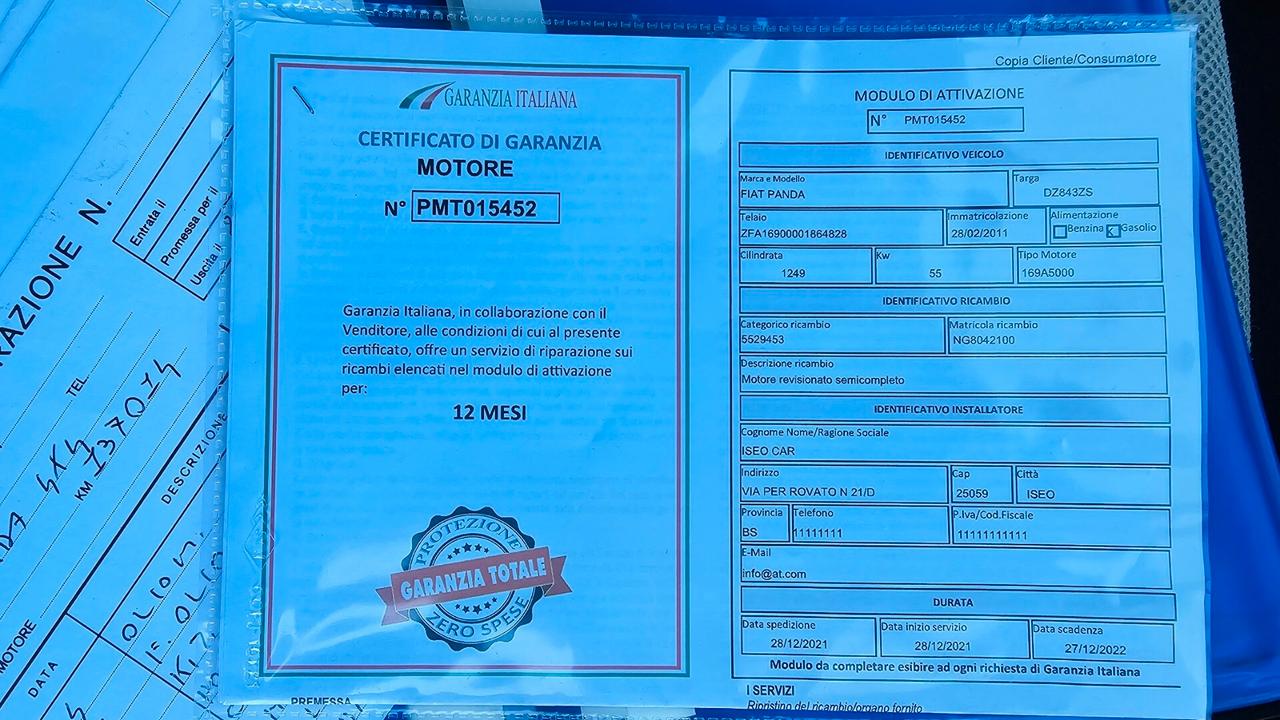 RAZIONE N.
Entrata il
Promessa per il
Uscita il
TEL
KM 137014
DESCRIZIONE
MOTORE
DATA
GARANZIA ITALIANA
CERTIFICATO DI GARANZIA
MOTORE
N° PMT015452
Garanzia Italiana, in collaborazione con il
Venditore, alle condizioni di cui al presente
certificato, offre un servizio di riparazione sui
ricambi elencati nel modulo di attivazione
per:
12 MESI
PROTEZIONE
GARANZIA TOTALE
ZERO SPESE
PREMESSA
Copia Cliente/Consumatore
MODULO DI ATTIVAZIONE
N° PMT015452
IDENTIFICATIVO VEICOLO
Marca e Modello Targa
FIAT PANDA DZ843ZS
Telaio Immatricolazione Alimentazione
ZFA16900001864828 28/02/2011 Benzina Gasolio
Cilindrata Kw Tipo Motore
1249 55 169A5000
IDENTIFICATIVO RICAMBIO
Categorico ricambio Matricola ricambio
5529453 NG8042100
Descrizione ricambio
Motore revisionato semicompleto
IDENTIFICATIVO INSTALLATORE
Cognome Nome/Ragione Sociale
ISEO CAR
Indirizzo Cap Città
VIA PER ROVATO N 21/D 25059 ISEO
Provincia Telefono P.Iva/Cod.Fiscale
BS 11111111 11111111111
E-Mail
info@at.com
DURATA
Data spedizione Data inizio servizio Data scadenza
28/12/2021 28/12/2021 27/12/2022
Modulo da completare esibire ad ogni richiesta di Garanzia Italiana
I SERVIZI
Ripristino del ricambio/organo fornito